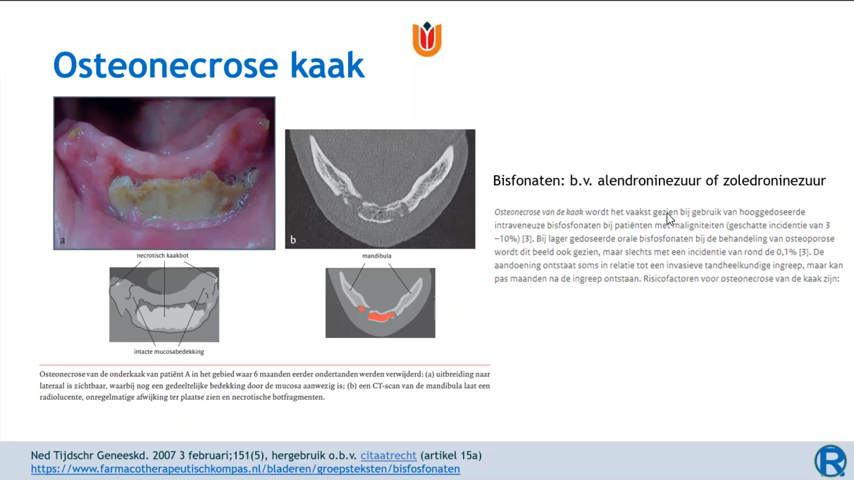 Osteonecrose kaak
a
b
necrotisch kaakbot
intacte mucosabedekking
mandibula
Osteonecrose van de onderkaak van patiënt A in het gebied waar 6 maanden eerder ondertanden werden verwijderd: (a) uitbreiding naar
lateraal is zichtbaar, waarbij nog een gedeeltelijke bedekking door de mucosa aanwezig is; (b) een CT-scan van de mandibula laat een
radiolucente, onregelmatige afwijking ter plaatse zien en necrotische botfragmenten.
Bisfonaten: b.v. alendroninezuur of zoledroninezuur
Osteonecrose van de kaak wordt het vaakst gezien bij gebruik van hooggedoseerde
intraveneuze bisfosfonaten bij patiënten met maligniteiten (geschatte incidentie van 3
–10%) [3]. Bij lager gedoseerde orale bisfosfonaten bij de behandeling van osteoporose
wordt dit beeld ook gezien, maar slechts met een incidentie van rond de 0,1% [3]. De
aandoening ontstaat soms in relatie tot een invasieve tandheelkundige ingreep, maar kan
pas maanden na de ingreep ontstaan. Risicofactoren voor osteonecrose van de kaak zijn:
Ned Tijdschr Geneeskd. 2007 3 februari;151(5), hergebruik o.b.v. citaatrecht (artikel 15a)
https://www.farmacotherapeutischkompas.nl/bladeren/groepsteksten/bisfosfonaten
R